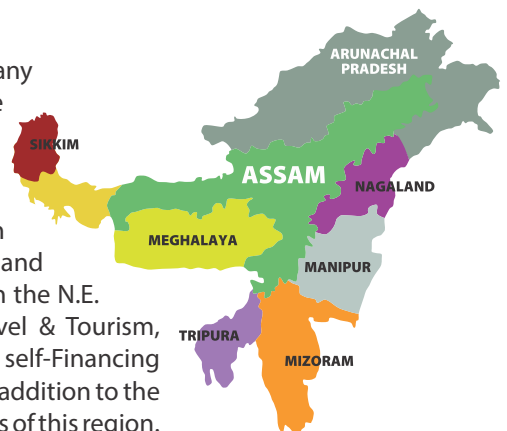 any
ARUNACHAL
PRADESH
SIKKIM
ASSAM
NAGALAND
MEGHALAYA
and
MANIPUR
the N.E.
vel & Tourism,
TRIPURA
self-Financing
MIZORAM
addition to the
of this region.